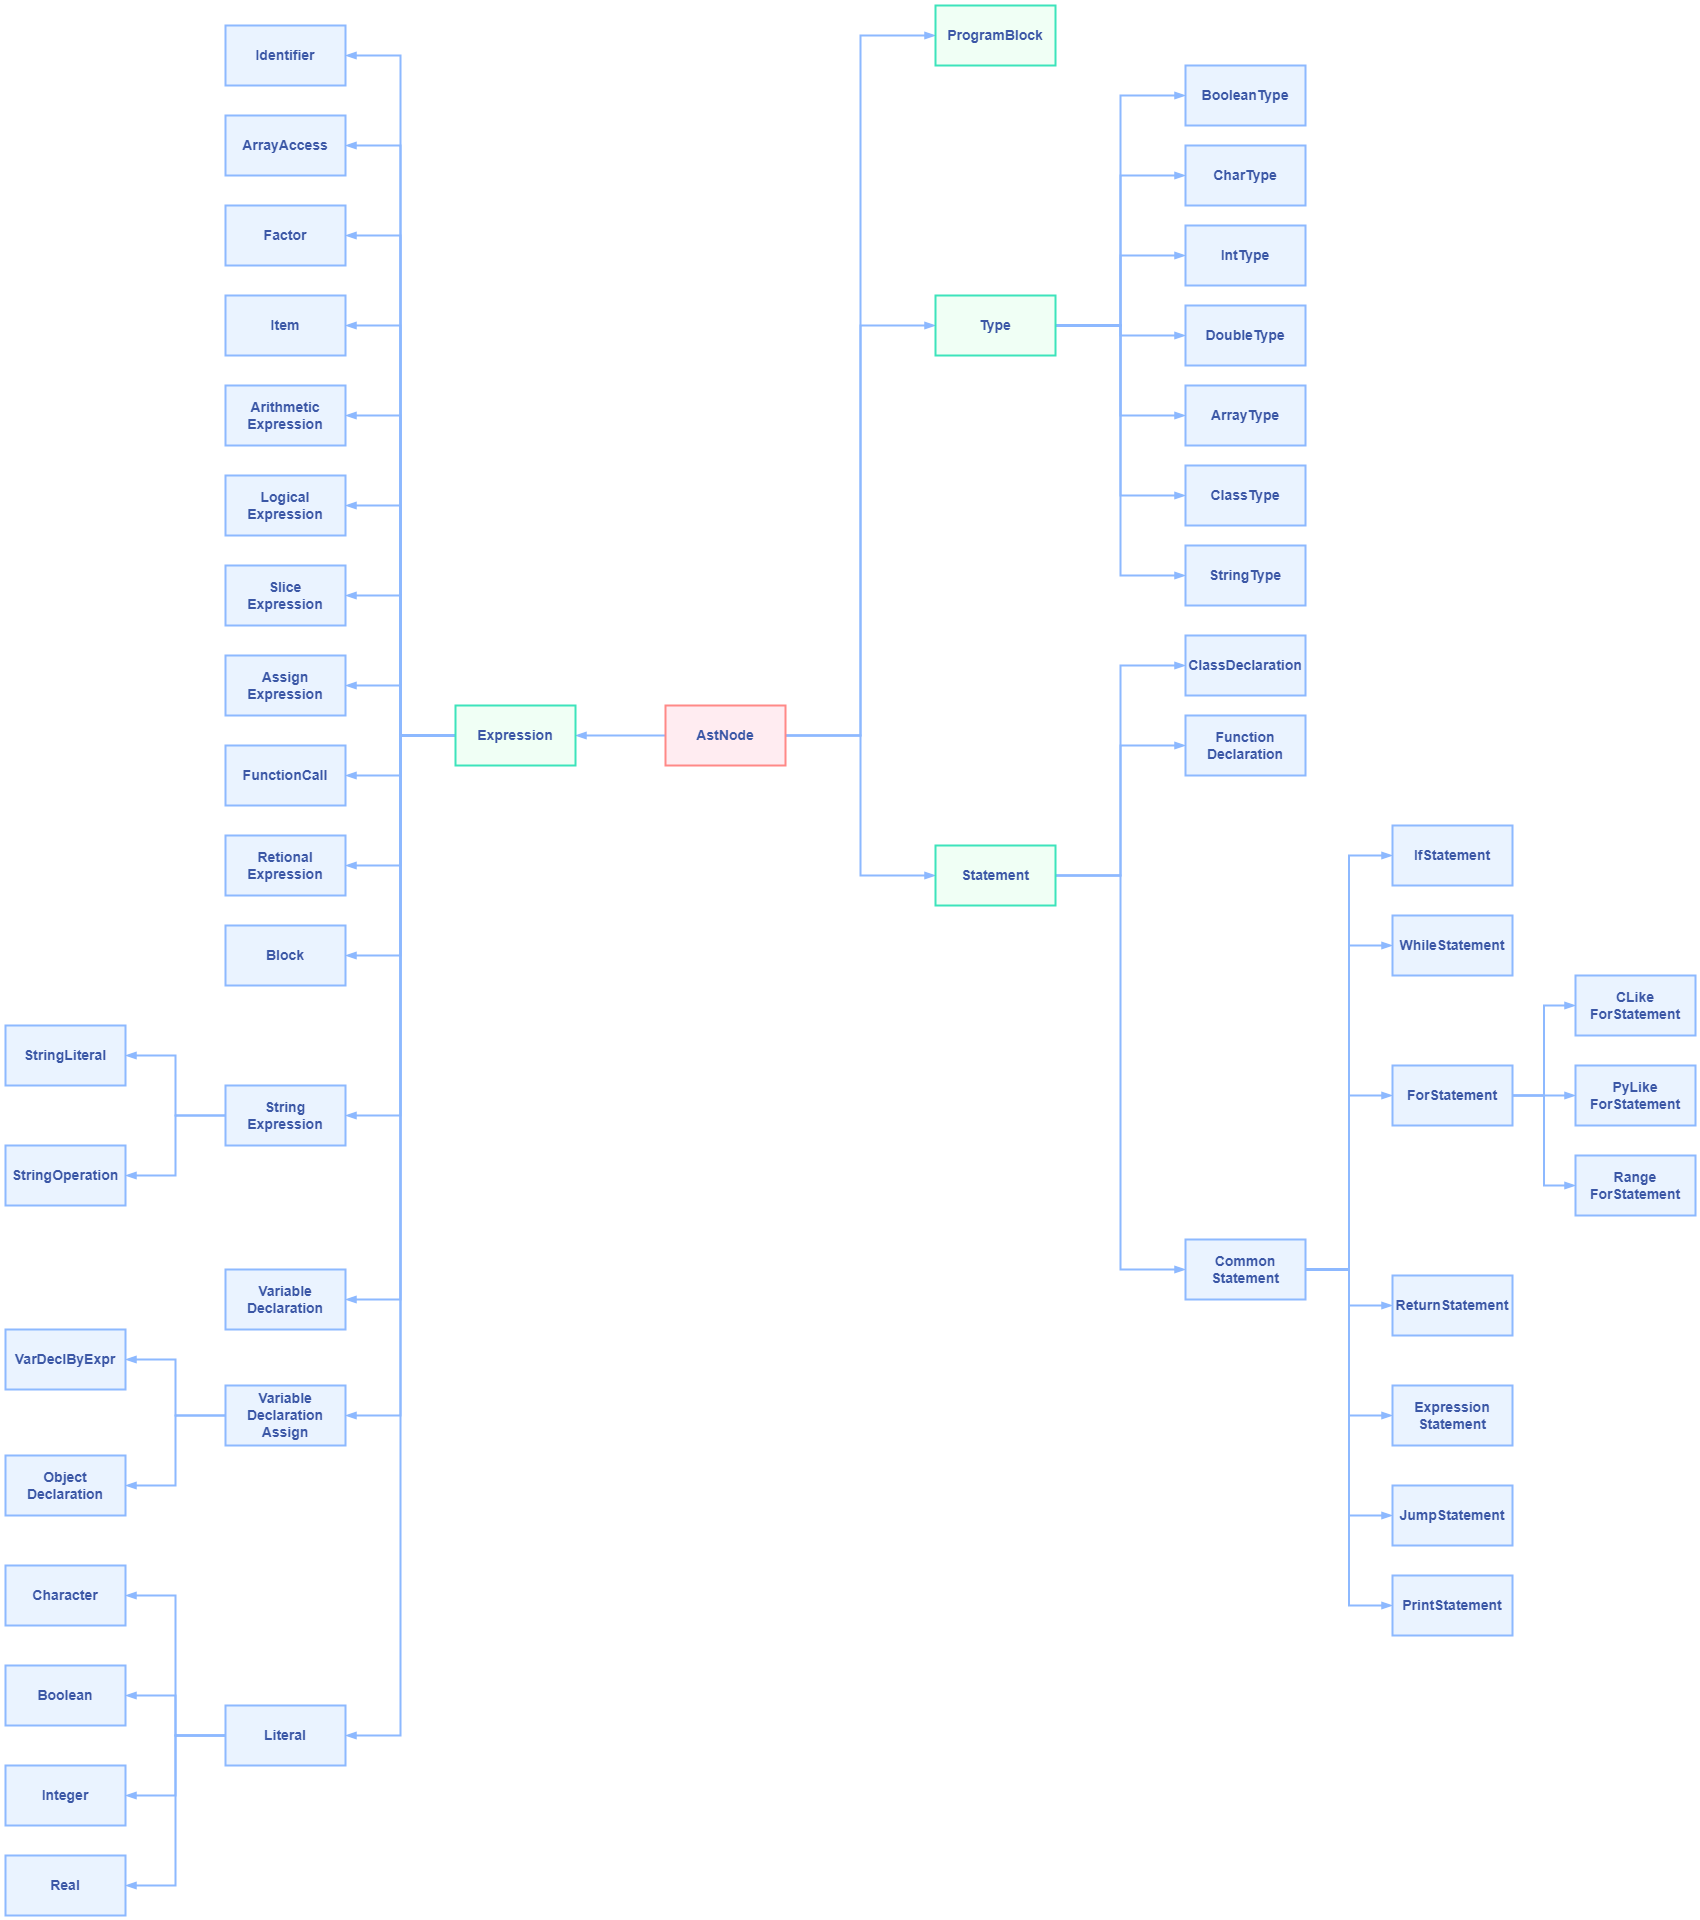 Identifier
ArrayAccess
Factor
Item
Arithmetic
Expression
Logical
Expression
Slice
Expression
Assign
Expression
FunctionCall
Retional
Expression
Block
StringLiteral
StringOperation
String
Expression
Variable
Declaration
VarDeclByExpr
Object
Declaration
Variable
Declaration
Assign
Character
Boolean
Integer
Real
Literal
Expression
AstNode
ProgramBlock
Type
BooleanType
CharType
IntType
DoubleType
ArrayType
ClassType
StringType
Statement
ClassDeclaration
Function
Declaration
Common
Statement
IfStatement
WhileStatement
ForStatement
CLike
ForStatement
PyLike
ForStatement
Range
ForStatement
ReturnStatement
Expression
Statement
JumpStatement
PrintStatement